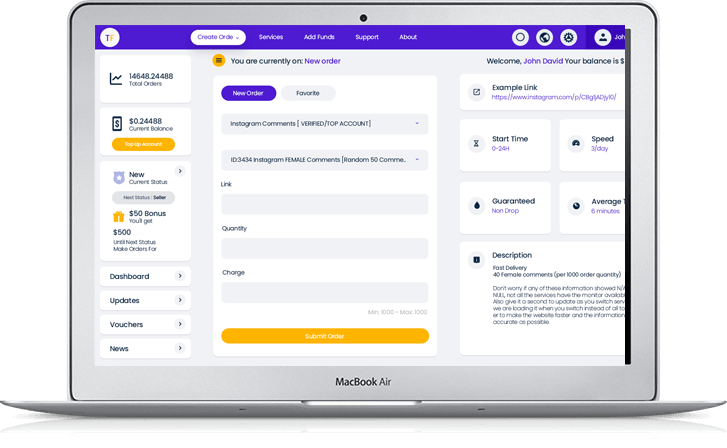 TF
Create Orde
Services
Add Funds
Support
About
Joh
14648.24488
Total Orders
$0.24488
Current Balance
Top Up Account
New
Current Status
Next Status : Seller
$50 Bonus
You'll get
$500
Until Next Status
Make Orders For
Dashboard
Updates
Vouchers
News
You are currently on: New order
Welcome, John David Your balance is $
New Order
Favorite
Instagram Comments [ VERIFIED/TOP ACCOUNT]
ID:3434 Instagram FEMALE Comments [Random 50 Comme..
Link
Quantity
Charge
Min: 1000 - Max: 1000
Submit Order
Example Link
https://www.instagram.com/p/CBg1jADjyl0/
Start Time
0-24H
Speed
3/day
Guaranteed
Non Drop
Average T
6 minutes
Description
Fast Delivery
40 Female comments (per 1000 order quantity)
Don't worry if any of these information showed N/A
NULL, not all the services have the monitor availab
Also give it a second to update as you switch serv
we are loading it when you switch instead of all to
er to make the website faster and the information
accurate as possible.
MacBook Air